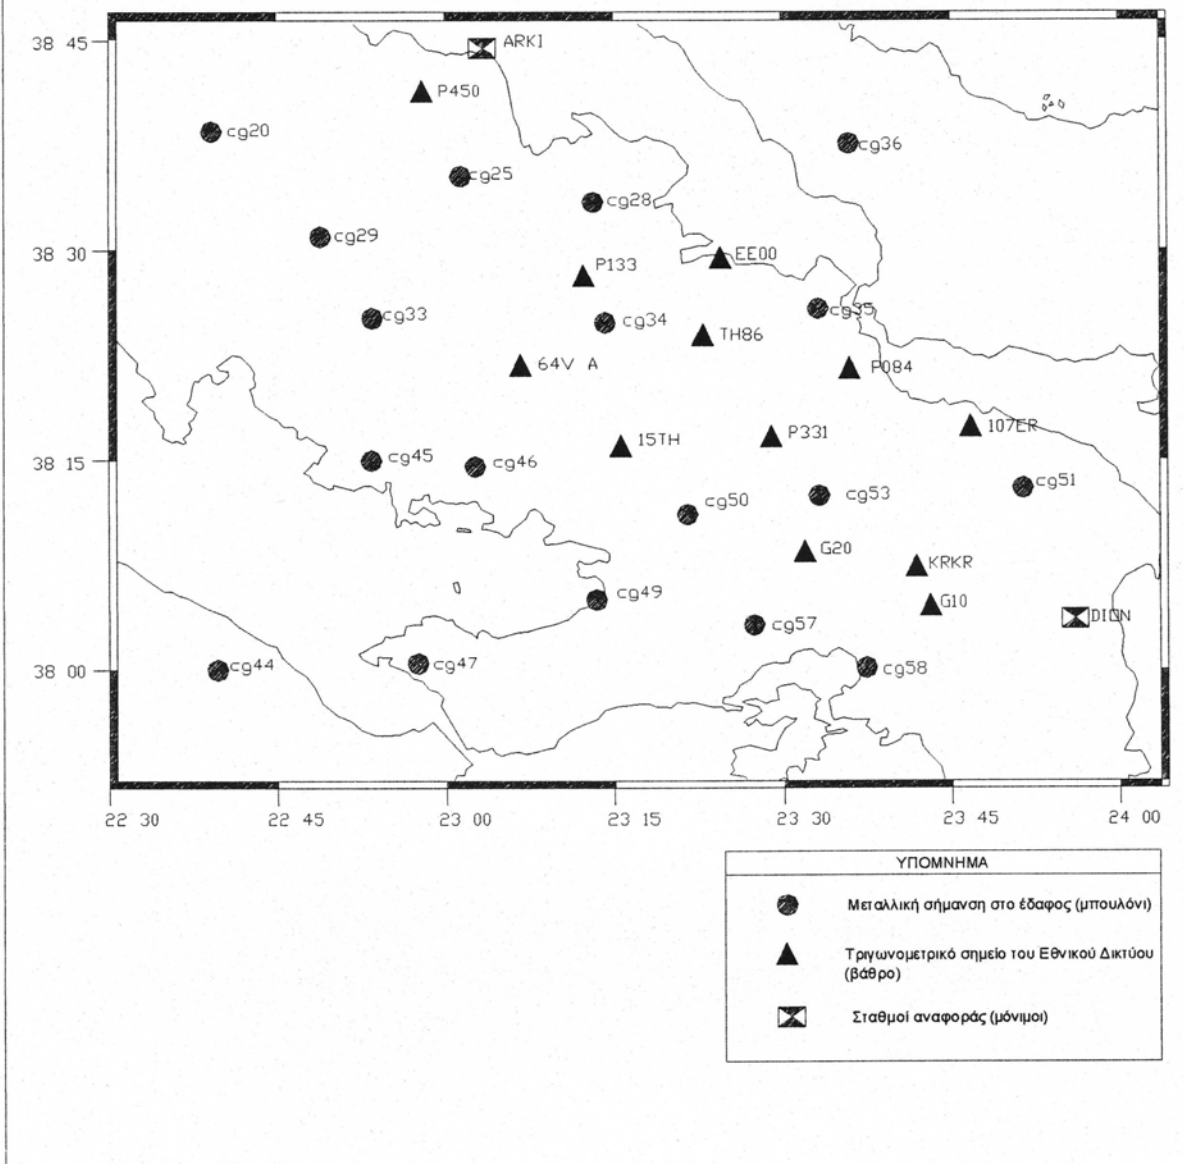 38 45
ARKI
P450
cg20
cg36
cg25
cg28
cg29
38 30
EE00
P133
cg33
cg34
cg35
TH86
64V A
P084
15TH
P331
107ER
38 15
cg45
cg46
cg51
cg50
cg53
G20
KRKR
cg49
G10
DION
cg57
38 00
cg44
cg47
cg58
22 30
22 45
23 00
23 15
23 30
23 45
24 00
ΥΠΟΜΝΗΜΑ
Μεταλλική σήμανση στο έδαφος (μπουλόνι)
Τριγωνομετρικό σημείο του Εθνικού Δικτύου
(βάθρο)
Σταθμοί αναφοράς (μόνιμοι)